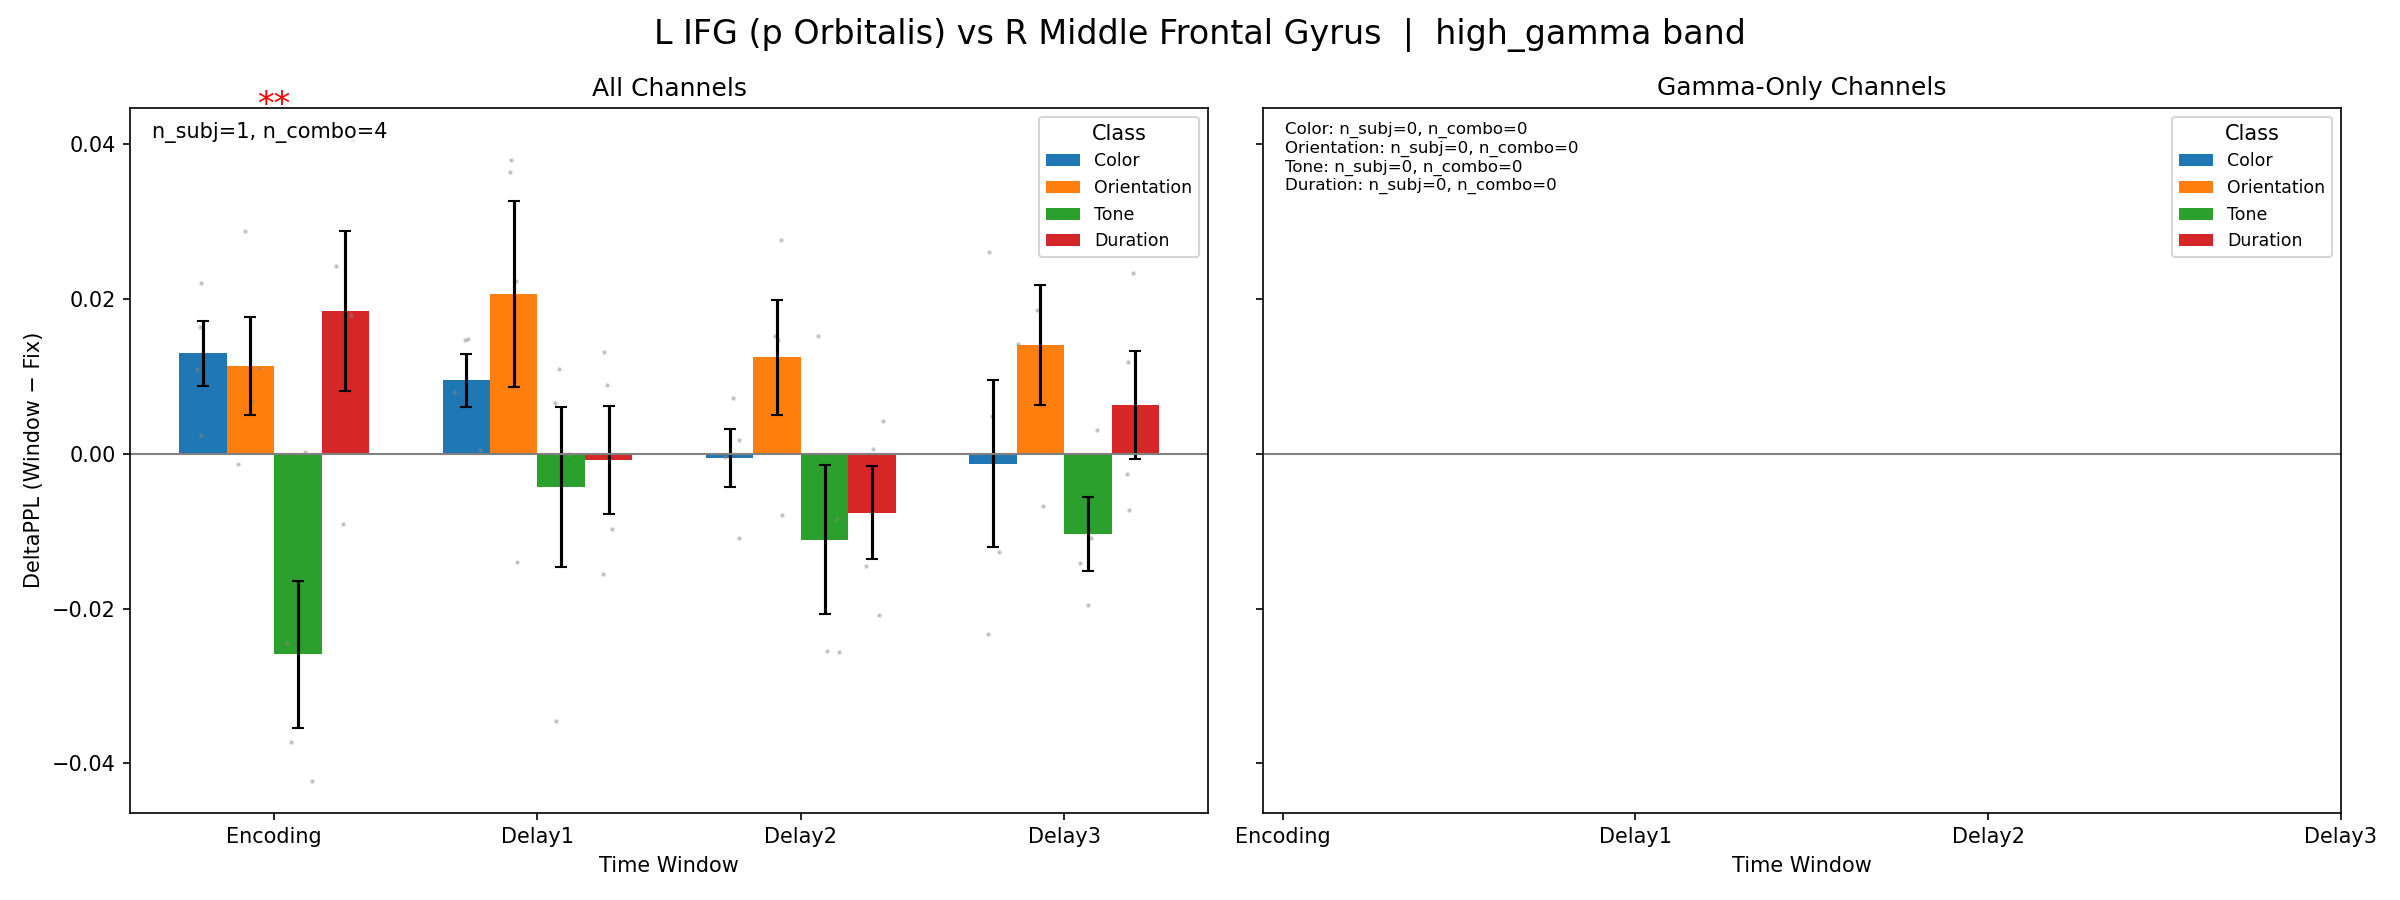 L IFG (p Orbitalis) vs R Middle Frontal Gyrus | high_gamma band
All Channels
**
n_subj=1, n_combo=4
Class
Color
Orientation
Tone
Duration
0.04
0.02
0.00
−0.02
−0.04
DeltaPPL (Window − Fix)
Encoding
Delay1
Delay2
Delay3
Time Window
Gamma-Only Channels
Color: n_subj=0, n_combo=0
Orientation: n_subj=0, n_combo=0
Tone: n_subj=0, n_combo=0
Duration: n_subj=0, n_combo=0
Class
Color
Orientation
Tone
Duration
Encoding
Delay1
Delay2
Delay3
Time Window